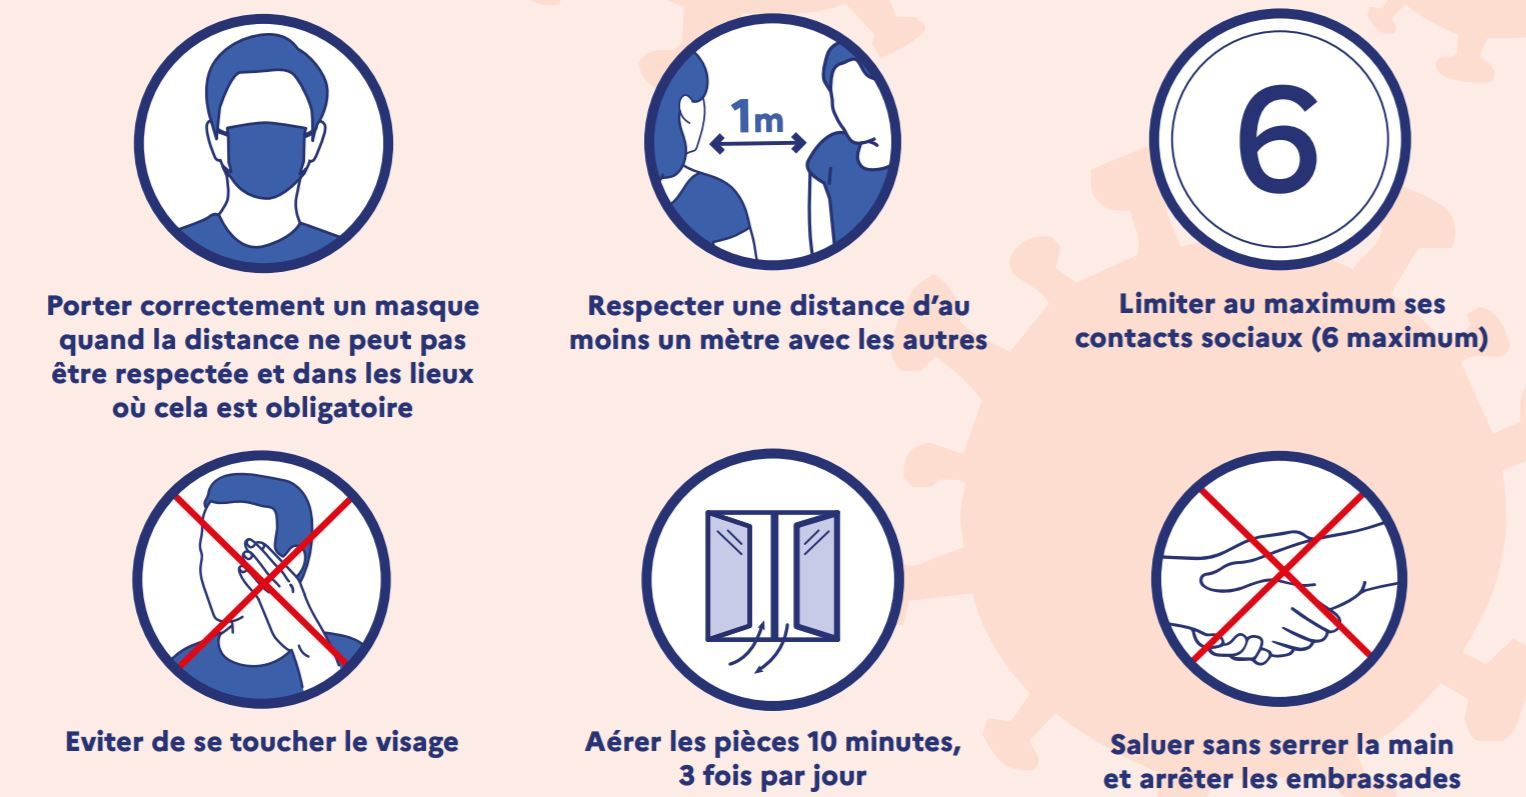 Porter correctement un masque
quand la distance ne peut pas
être respectée et dans les lieux
où cela est obligatoire
1m
Respecter une distance d’au
moins un mètre avec les autres
6
Limiter au maximum ses
contacts sociaux (6 maximum)
Eviter de se toucher le visage
Aérer les pièces 10 minutes,
3 fois par jour
Saluer sans serrer la main
et arrêter les embrassades